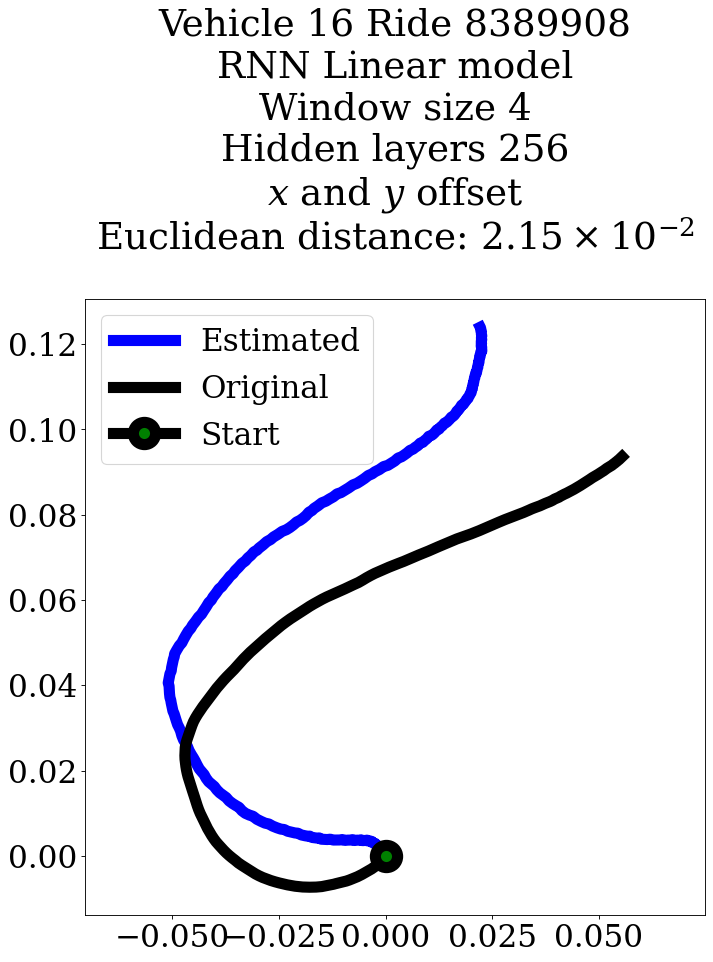 Vehicle 16 Ride 8389908
RNN Linear model
Window size 4
Hidden layers 256
x and y offset
Euclidean distance: 2.15 × 10⁻²
Estimated
Original
Start
0.12
0.10
0.08
0.06
0.04
0.02
0.00
−0.050 −0.025 0.000 0.025 0.050